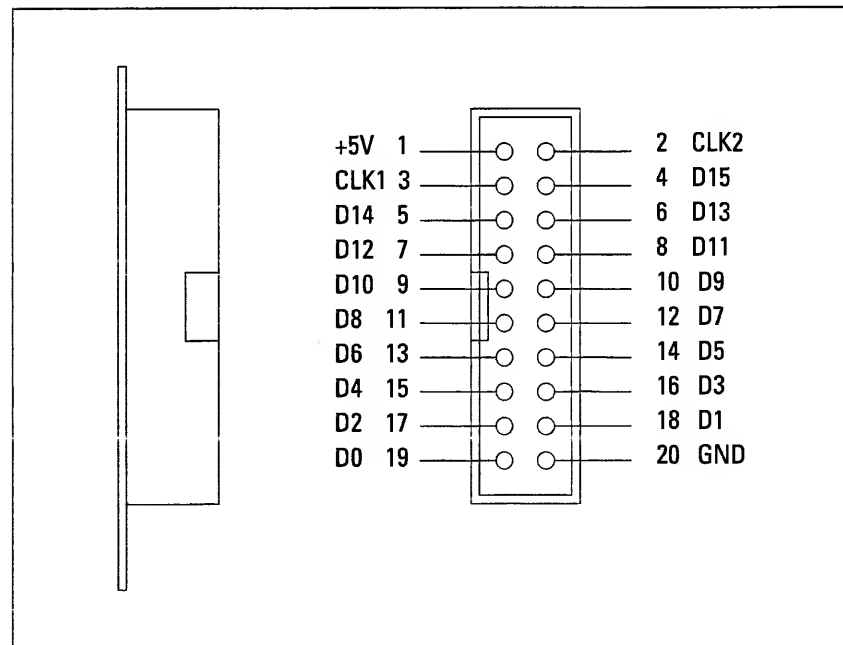 +5V 1 2 CLK2
CLK1 3 4 D15
D14 5 6 D13
D12 7 8 D11
D10 9 10 D9
D8 11 12 D7
D6 13 14 D5
D4 15 16 D3
D2 17 18 D1
D0 19 20 GND